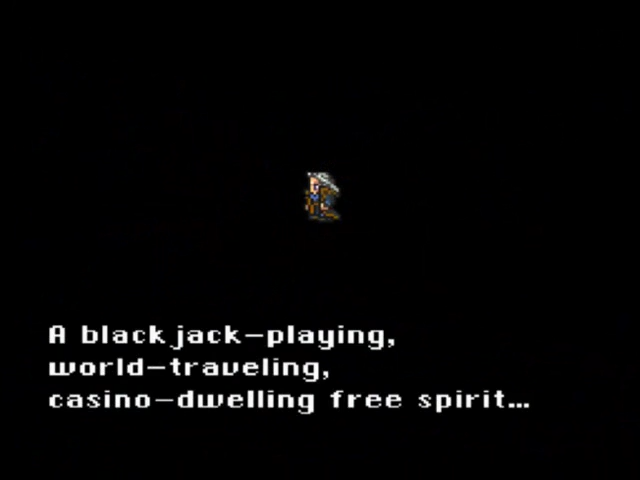 A blackjack-playing,
world-traveling,
casino-dwelling free spirit…